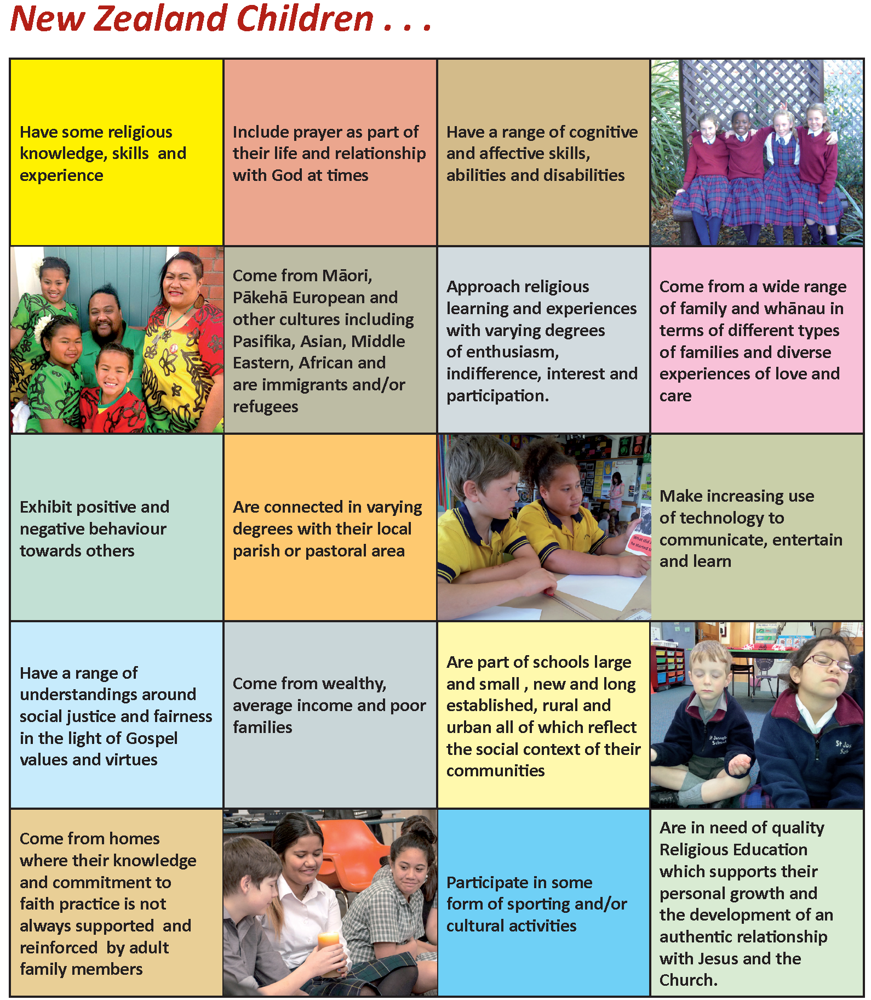 New Zealand Children . . .
Have some religious
knowledge, skills  and
experience
Include prayer as part of
their life and relationship
with God at times
Have a range of cognitive
and affective skills,
abilities and disabilities
Come from Māori,
Pākehā European and
other cultures including
Pasifika, Asian, Middle
Eastern, African and
are immigrants and/or
refugees
Approach religious
learning and experiences
with varying degrees
of enthusiasm,
indifference, interest and
participation.
Come from a wide range
of family and whānau in
terms of different types
of families and diverse
experiences of love and
care
Exhibit positive and
negative behaviour
towards others
Are connected in varying
degrees with their local
parish or pastoral area
What did
he started t
Make increasing use
of technology to
communicate, entertain
and learn
Have a range of
understandings around
social justice and fairness
in the light of Gospel
values and virtues
Come from wealthy,
average income and poor
families
Are part of schools large
and small , new and long
established, rural and
urban all of which reflect
the social context of their
communities
St Joseph
School
St Jos
Sch
Come from homes
where their knowledge
and commitment to
faith practice is not
always supported  and
reinforced  by adult
family members
Participate in some
form of sporting and/or
cultural activities
Are in need of quality
Religious Education
which supports their
personal growth and
the development of an
authentic relationship
with Jesus and the
Church.